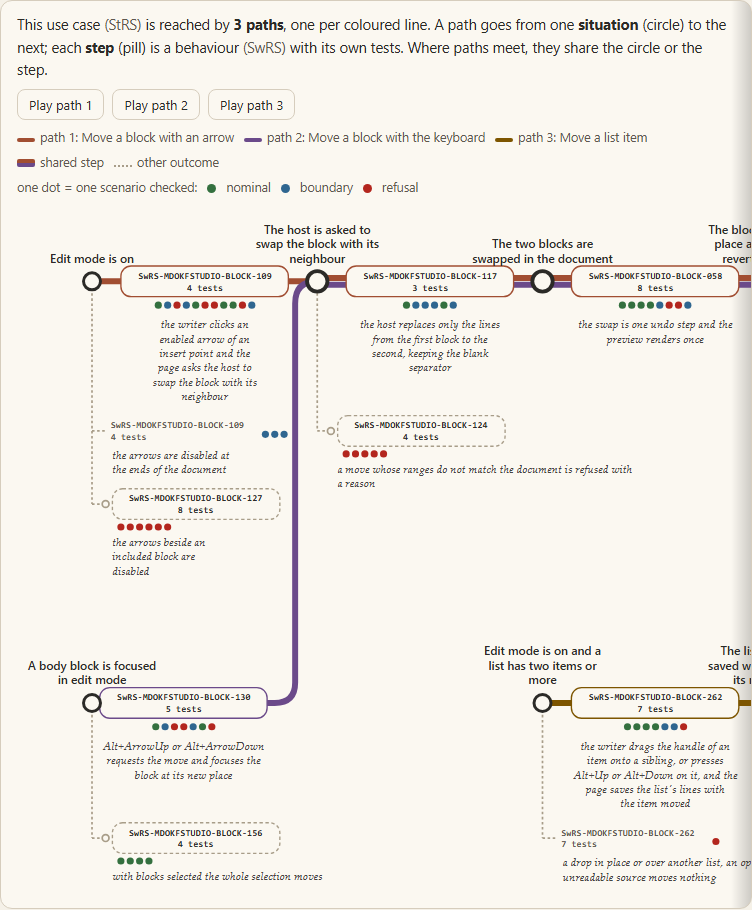 This use case (StRS) is reached by 3 paths, one per coloured line. A path goes from one situation (circle) to the
next; each step (pill) is a behaviour (SwRS) with its own tests. Where paths meet, they share the circle or the
step.
Play path 1
Play path 2
Play path 3
path 1: Move a block with an arrow
path 2: Move a block with the keyboard
path 3: Move a list item
shared step
..... other outcome
one dot = one scenario checked:
nominal
boundary
refusal
Edit mode is on
The host is asked to
swap the block with its
neighbour
The two blocks are
swapped in the document
The blo
place a
rever
SwRS-MDOKFSTUDIO-BLOCK-109
4 tests
the writer clicks an
enabled arrow of an
insert point and the
page asks the host to
swap the block with its
neighbour
SwRS-MDOKFSTUDIO-BLOCK-117
3 tests
the host replaces only the lines
from the first block to the
second, keeping the blank
separator
SwRS-MDOKFSTUDIO-BLOCK-058
8 tests
the swap is one undo step and the
preview renders once
SwRS-MDOKFSTUDIO-BLOCK-109
4 tests
the arrows are disabled at
the ends of the document
SwRS-MDOKFSTUDIO-BLOCK-124
4 tests
a move whose ranges do not match the document is refused with
a reason
SwRS-MDOKFSTUDIO-BLOCK-127
8 tests
the arrows beside an
included block are
disabled
A body block is focused
in edit mode
SwRS-MDOKFSTUDIO-BLOCK-130
5 tests
Alt+ArrowUp or Alt+ArrowDown
requests the move and focuses the
block at its new place
SwRS-MDOKFSTUDIO-BLOCK-156
4 tests
with blocks selected the whole selection moves
Edit mode is on and a
list has two items or
more
The li
saved w
its
SwRS-MDOKFSTUDIO-BLOCK-262
7 tests
the writer drags the handle of an
item onto a sibling, or presses
Alt+Up or Alt+Down on it, and the
page saves the list's lines with
the item moved
SwRS-MDOKFSTUDIO-BLOCK-262
7 tests
a drop in place or over another list, an op
unreadable source moves nothing